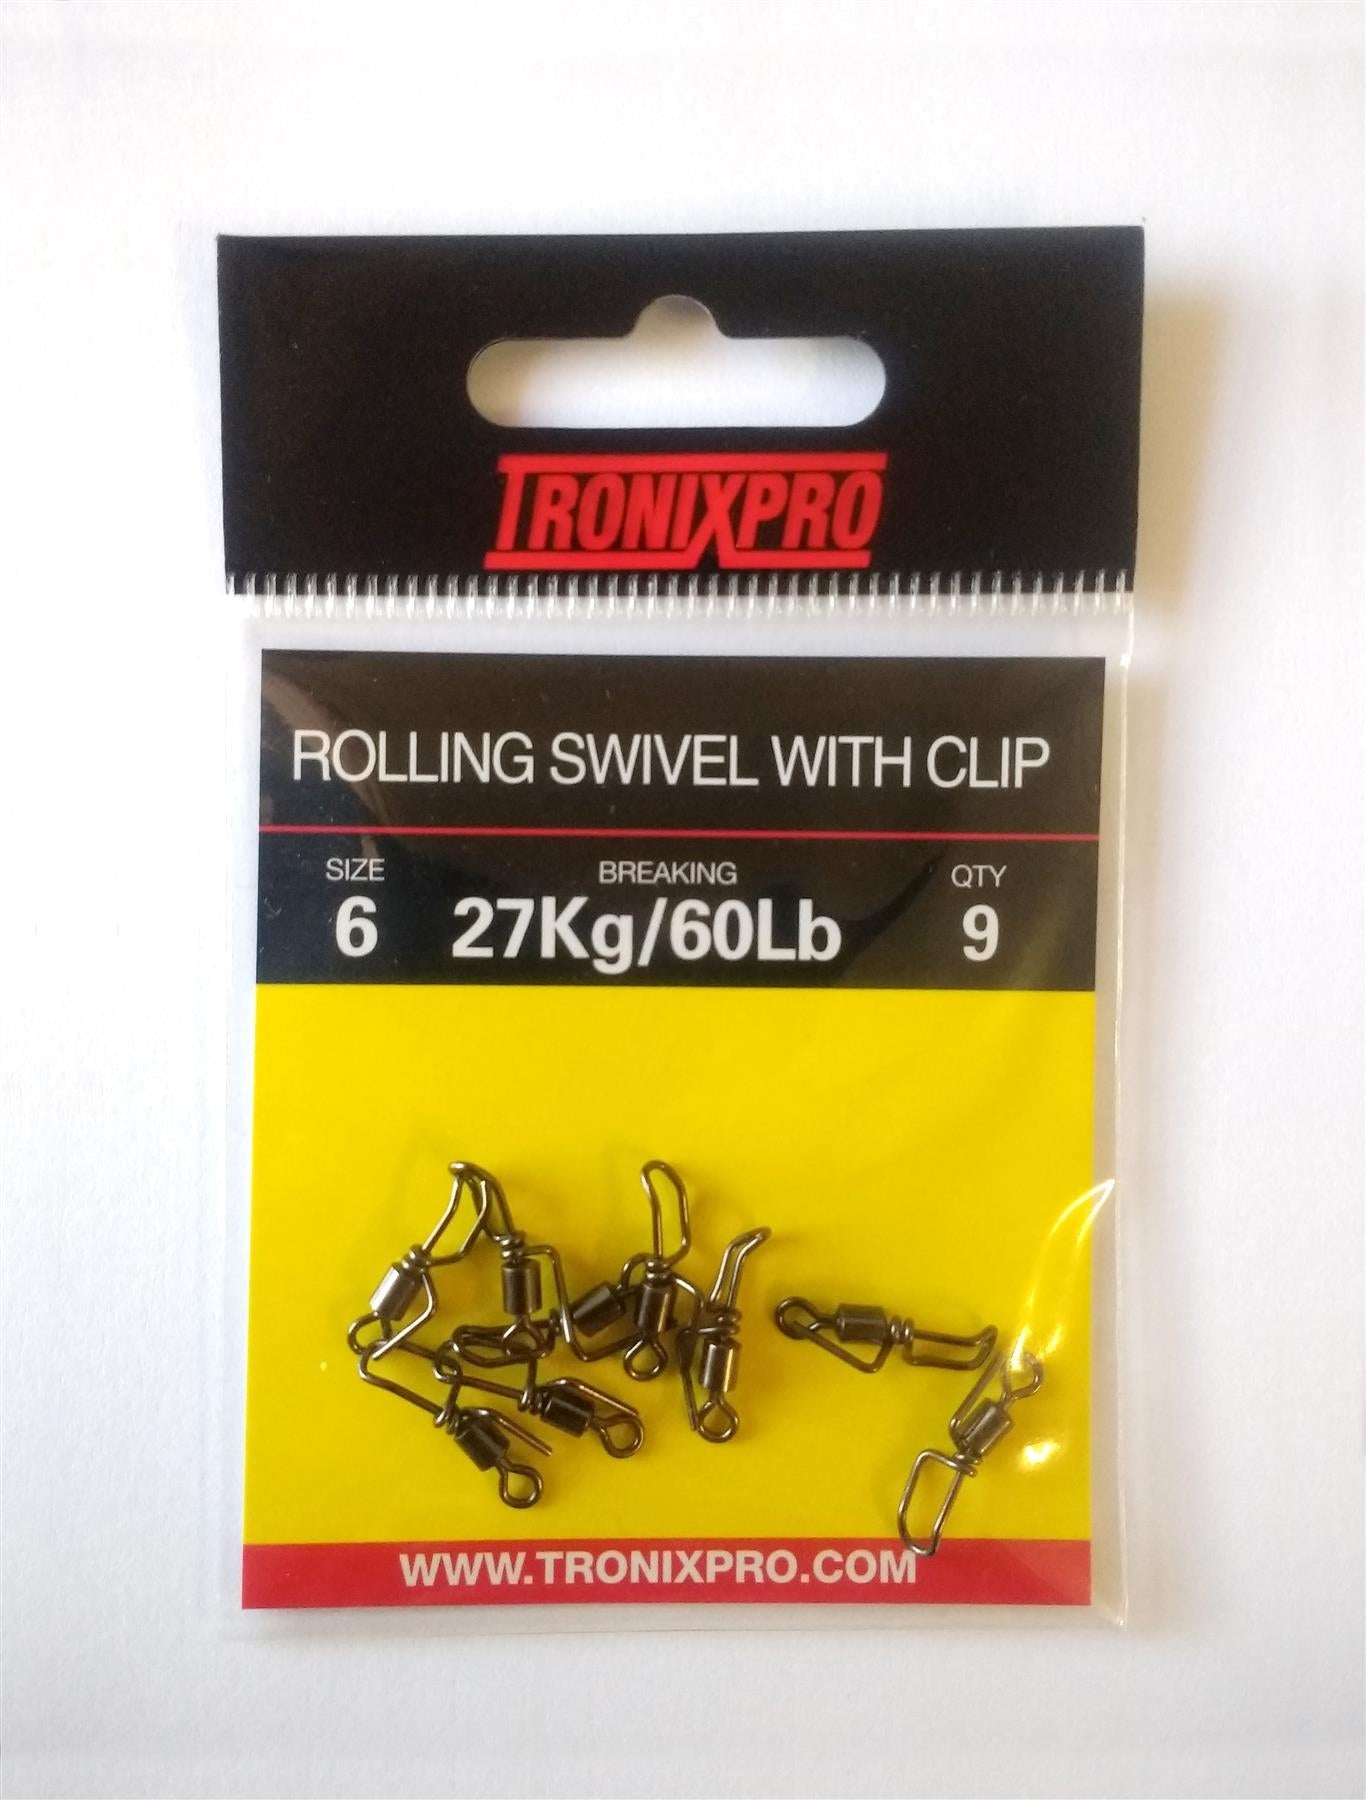 TRONIXPRO
ROLLING SWIVEL WITH CLIP
SIZE BREAKING QTY
6 27Kg/60Lb 9
WWW.TRONIXPRO.COM